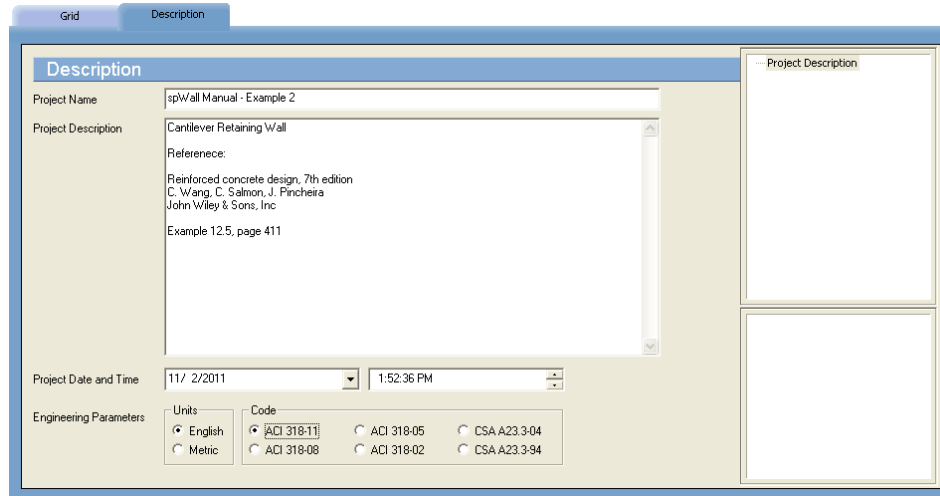 Grid
Description
Description
Project Description
Project Name
spWall Manual - Example 2
Project Description
Cantilever Retaining Wall
Referenece:
Reinforced concrete design, 7th edition
C. Wang, C. Salmon, J. Pincheira
John Wiley & Sons, Inc
Example 12.5, page 411
Project Date and Time
11/ 2/2011
1:52:36 PM
Engineering Parameters
Units
Code
English
ACI 318-11
ACI 318-05
CSA A23.3-04
Metric
ACI 318-08
ACI 318-02
CSA A23.3-94